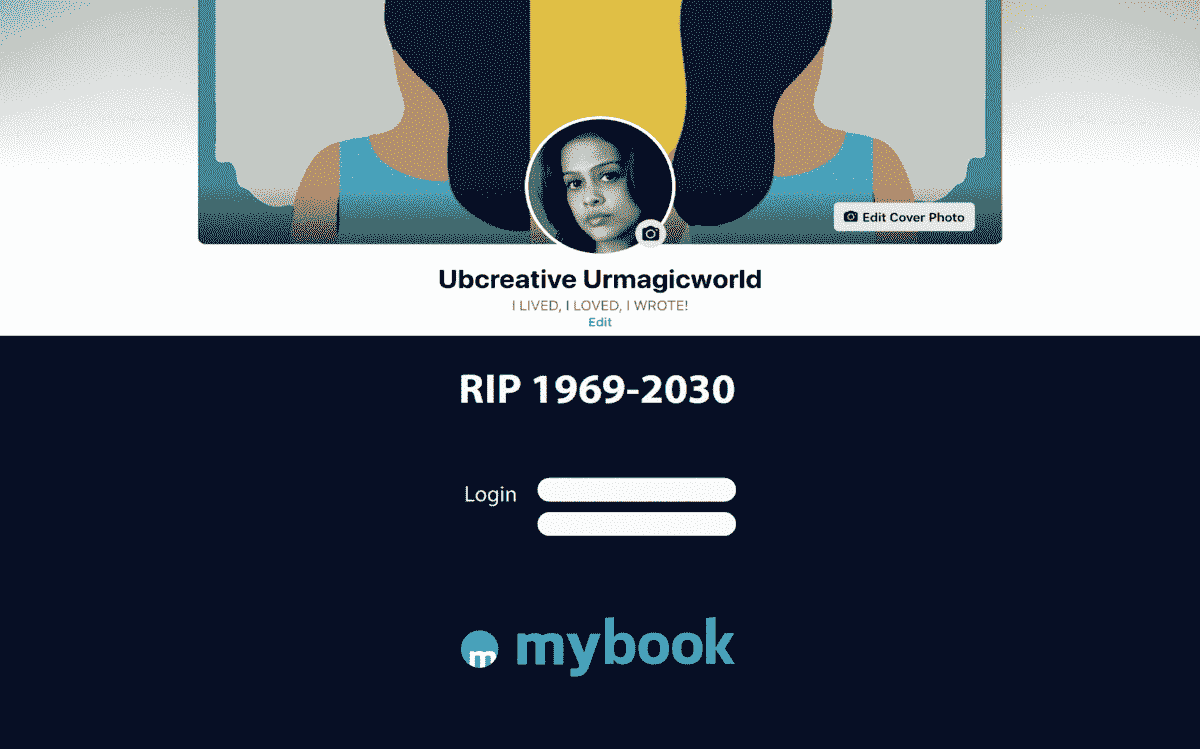 Edit Cover Photo
Ubcreative Urmagicworld
I LIVED, I LOVED, I WROTE!
Edit
RIP 1969-2030
Login
m mybook